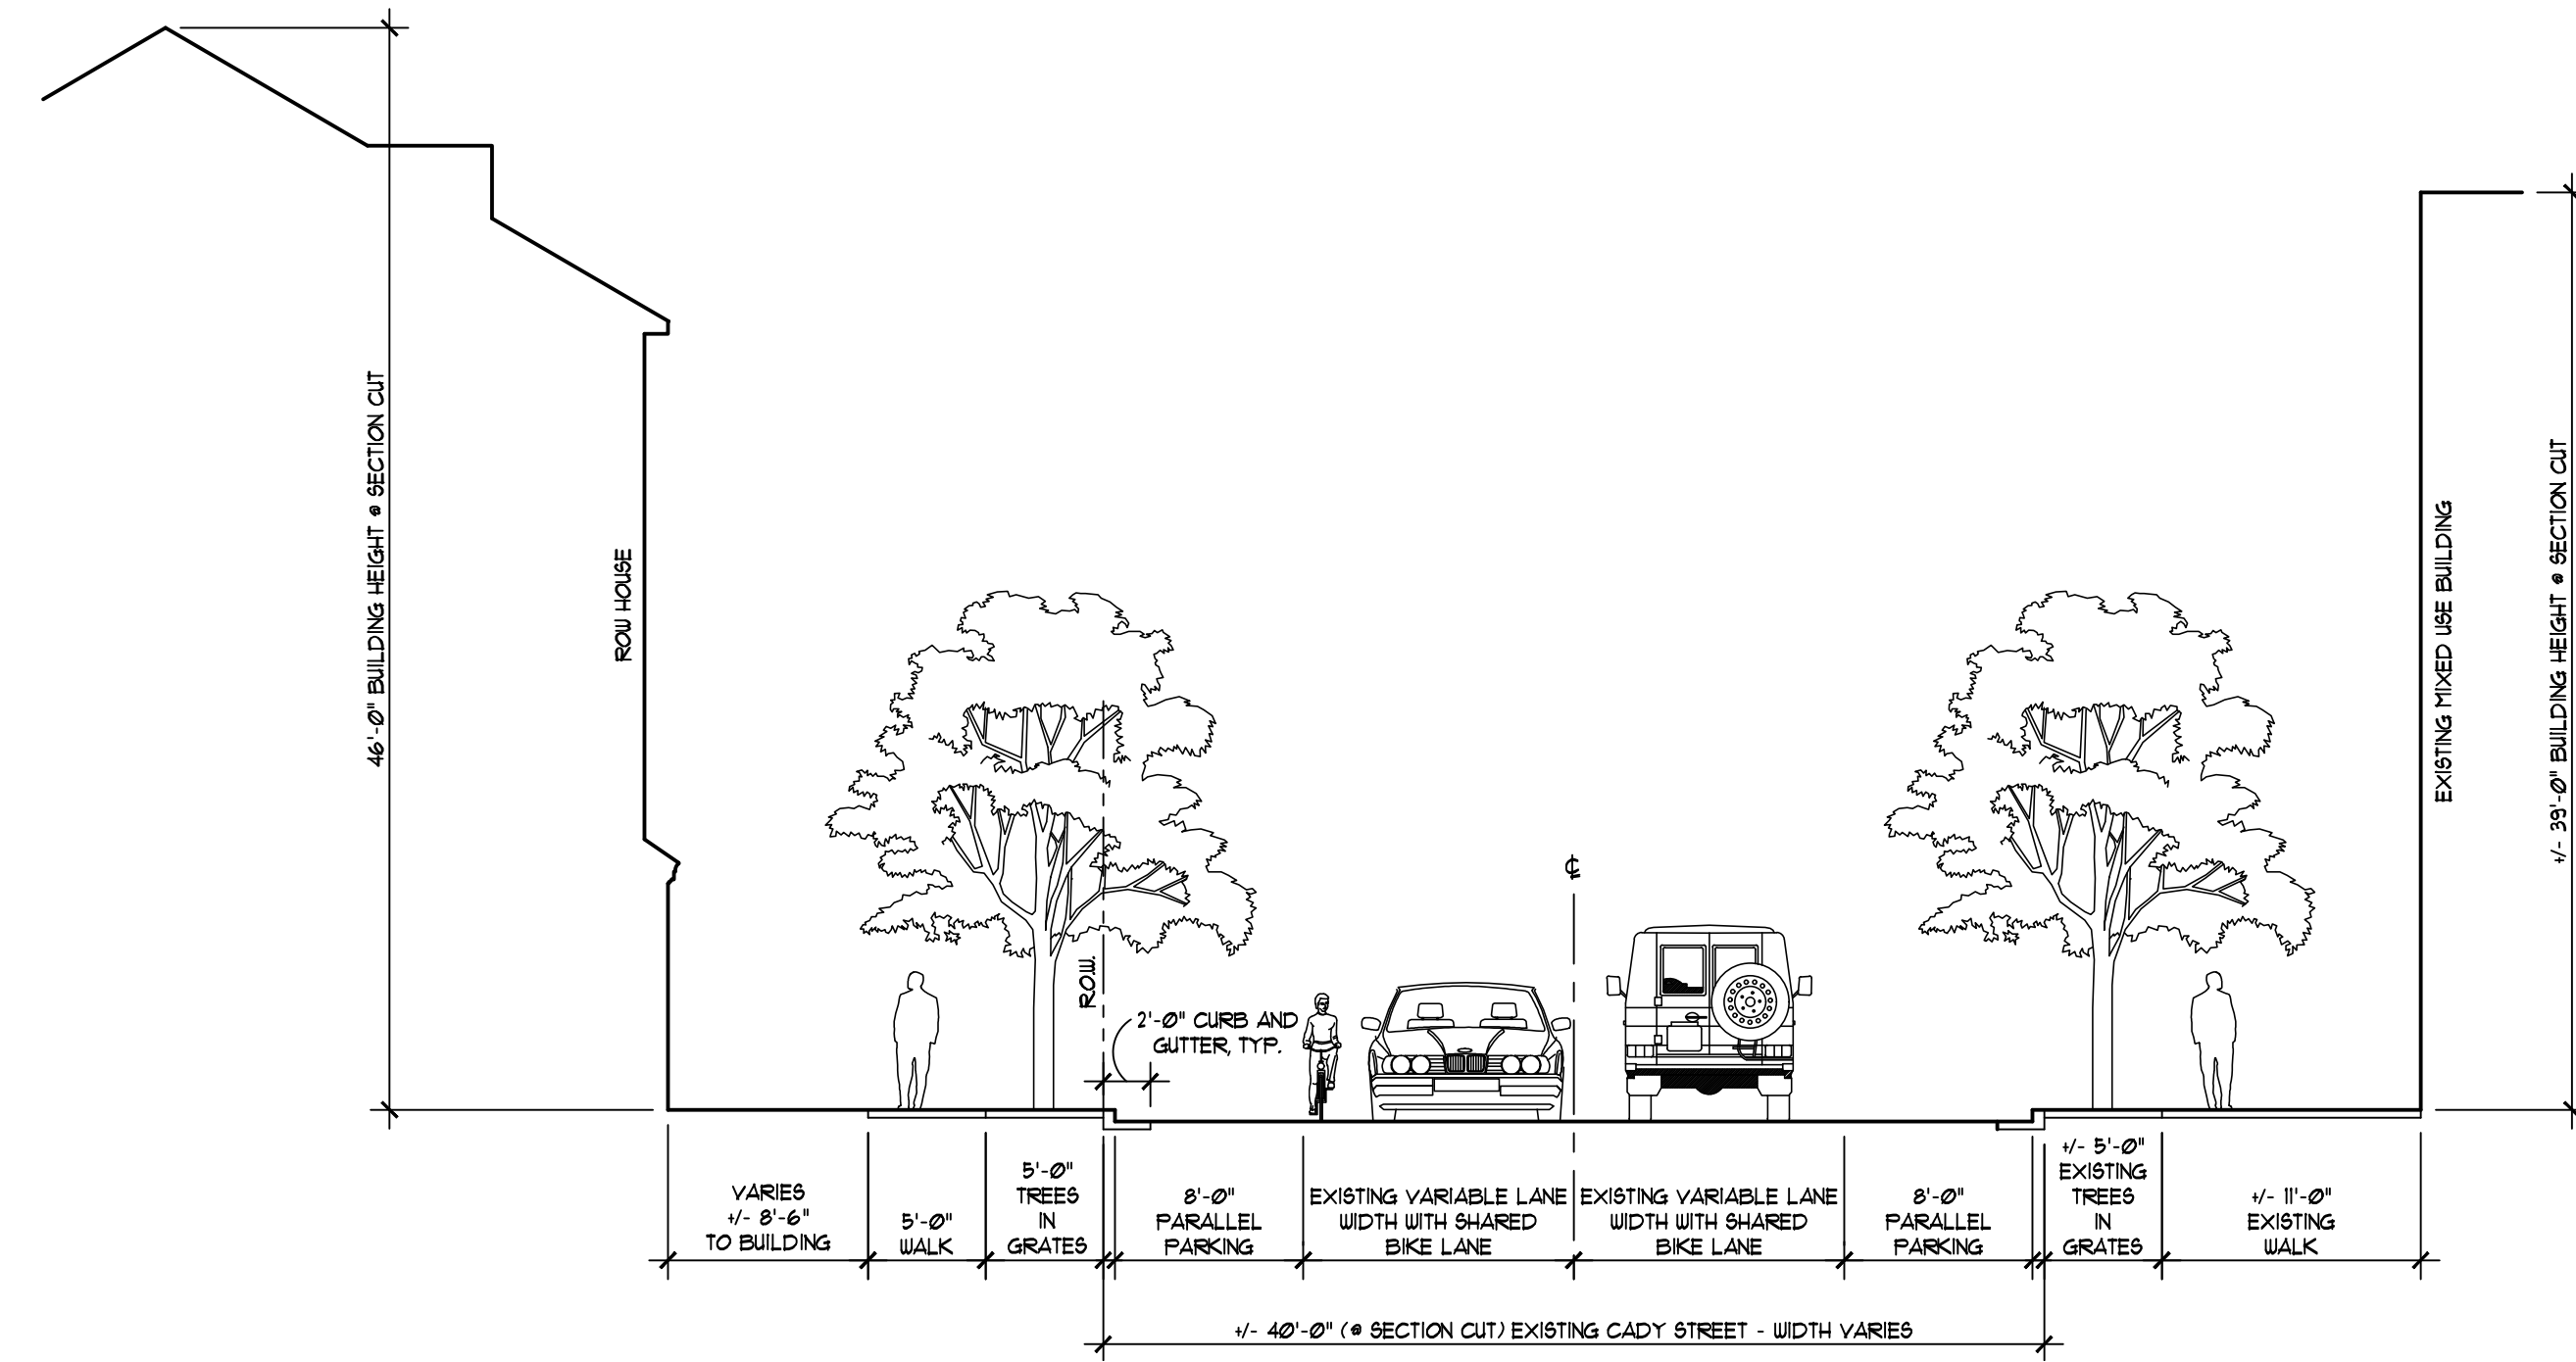 46'-0" BUILDING HEIGHT @ SECTION CUT
ROW HOUSE
EXISTING MIXED USE BUILDING
+/- 39'-0" BUILDING HEIGHT @ SECTION CUT
℄
R.O.W.
2'-0" CURB AND
GUTTER, TYP.
VARIES
+/- 8'-6"
TO BUILDING
5'-0"
WALK
5'-0"
TREES
IN
GRATES
8'-0"
PARALLEL
PARKING
EXISTING VARIABLE LANE
WIDTH WITH SHARED
BIKE LANE
EXISTING VARIABLE LANE
WIDTH WITH SHARED
BIKE LANE
8'-0"
PARALLEL
PARKING
+/- 5'-0"
EXISTING
TREES
IN
GRATES
+/- 11'-0"
EXISTING
WALK
+/- 40'-0" (@ SECTION CUT) EXISTING CADY STREET - WIDTH VARIES